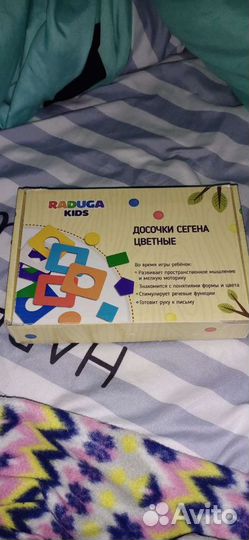 RADUGA
KIDS
ДОСОЧКИ СЕГЕНА
ЦВЕТНЫЕ
Во время игры ребёнок:
• Развивает пространственное мышление
и мелкую моторику
• Знакомится с понятиями формы и цвета
• Стимулирует речевые функции
• Готовит руку к письму
Avito